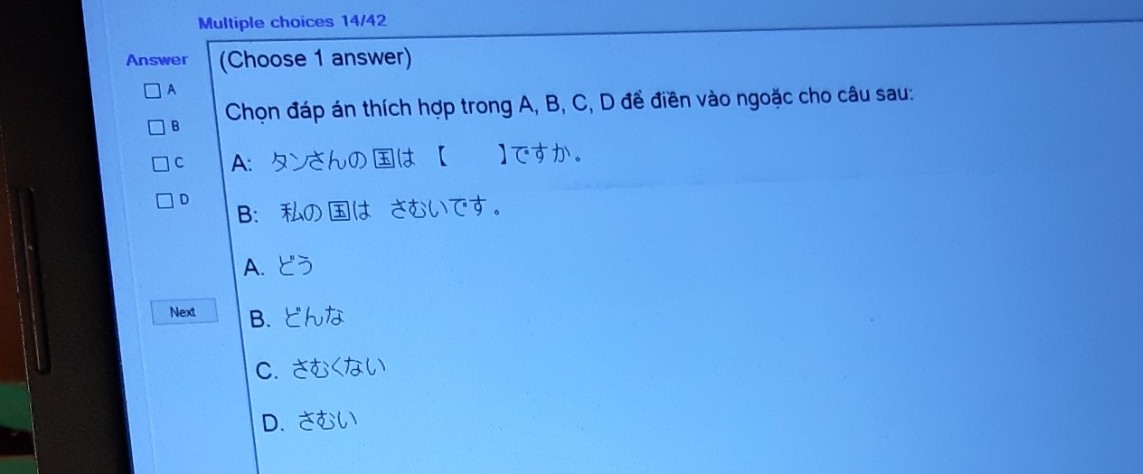 Multiple choices 14/42
Answer
(Choose 1 answer)
A
B
C
D
Chọn đáp án thích hợp trong A, B, C, D để điền vào ngoặc cho câu sau:
A: タンさんの国は 【 】ですか。
B: 私の国は さむいです。
A. どう
B. どんな
C. さむくない
D. さむい
Next